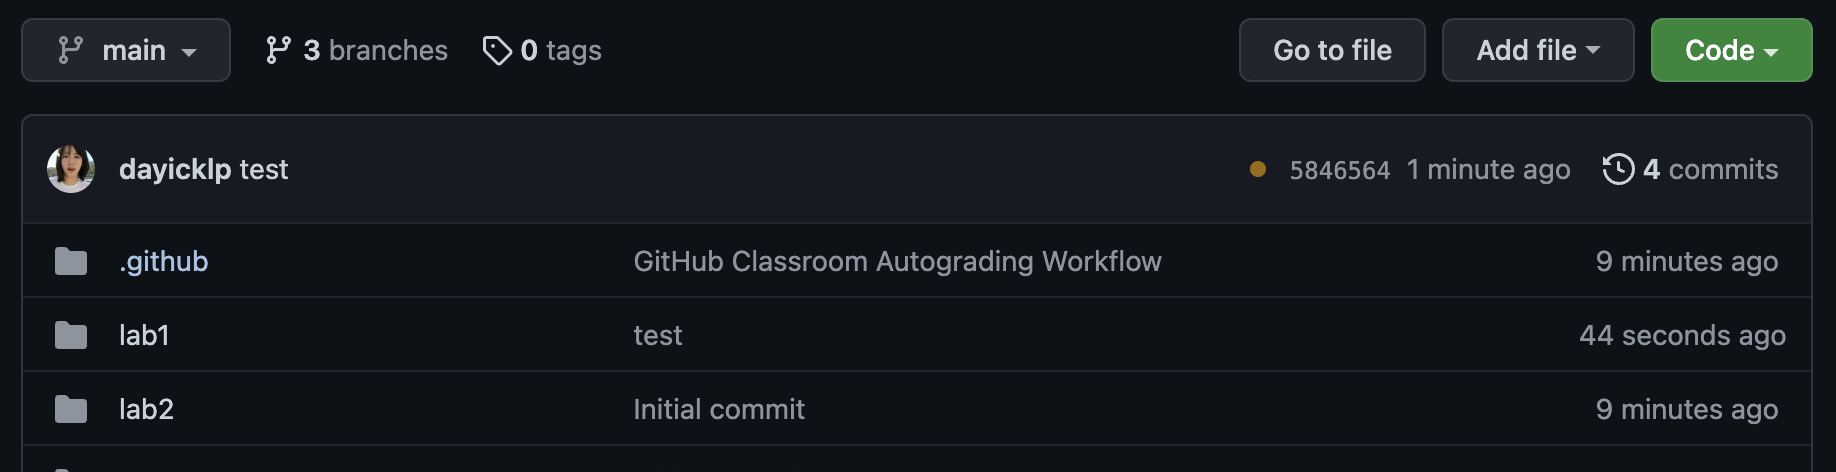 main 3 branches 0 tags Go to file Add file Code
dayicklp test 5846564 1 minute ago 4 commits
.github GitHub Classroom Autograding Workflow 9 minutes ago
lab1 test 44 seconds ago
lab2 Initial commit 9 minutes ago